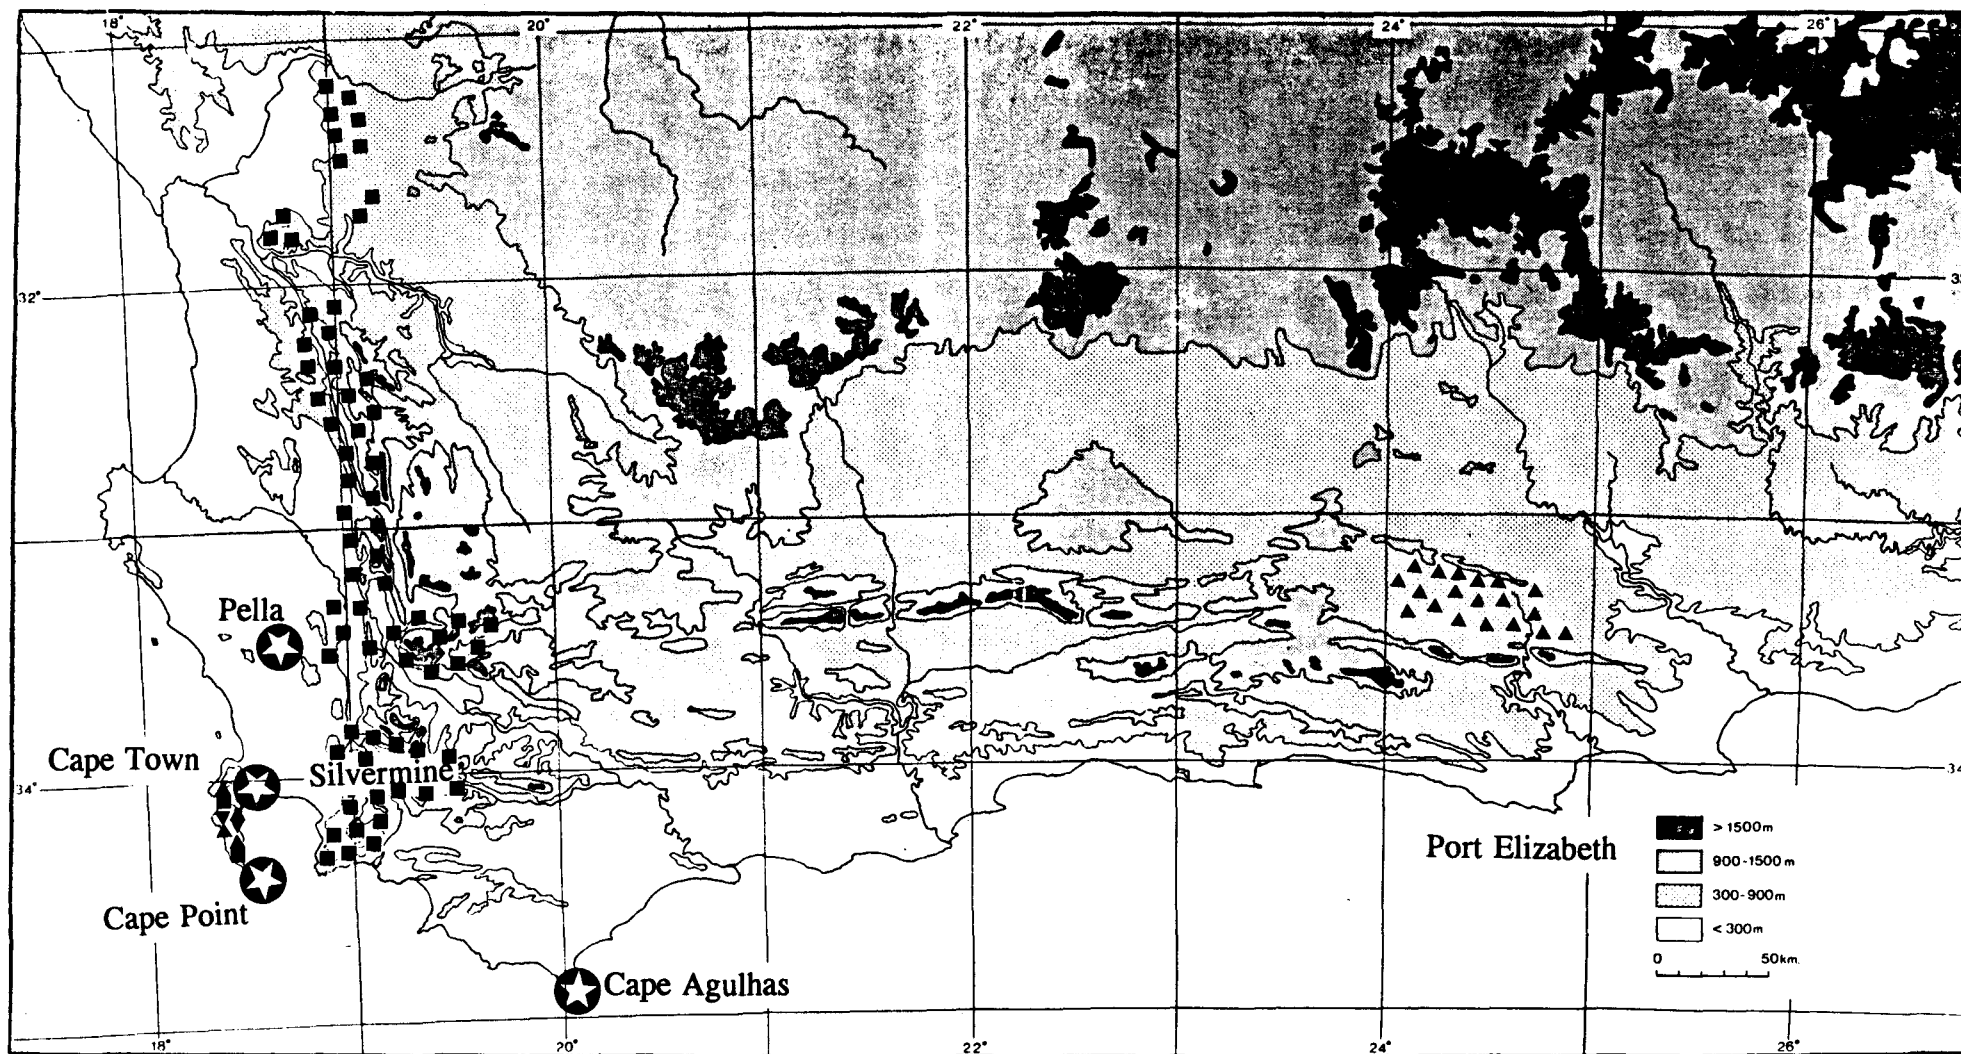 18° 20° 22° 24° 26°
32°
Pella
Cape Town
Silvermine
34° 34
> 1500m
Port Elizabeth
900-1500 m
300-900m
Cape Point
< 300m
0 50km.
Cape Agulhas
18° 20° 22° 24° 26°